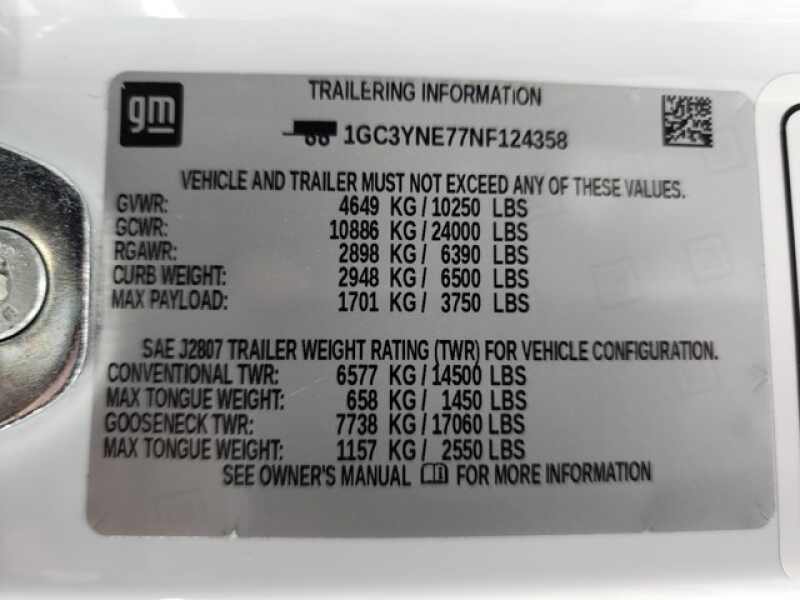 gm
TRAILERING INFORMATION
1GC3YNE77NF124358
VEHICLE AND TRAILER MUST NOT EXCEED ANY OF THESE VALUES.
GVWR: 4649 KG / 10250 LBS
GCWR: 10886 KG / 24000 LBS
RGAWR: 2898 KG / 6390 LBS
CURB WEIGHT: 2948 KG / 6500 LBS
MAX PAYLOAD: 1701 KG / 3750 LBS
SAE J2807 TRAILER WEIGHT RATING (TWR) FOR VEHICLE CONFIGURATION.
CONVENTIONAL TWR: 6577 KG / 14500 LBS
MAX TONGUE WEIGHT: 658 KG / 1450 LBS
GOOSENECK TWR: 7738 KG / 17060 LBS
MAX TONGUE WEIGHT: 1157 KG / 2550 LBS
SEE OWNER'S MANUAL FOR MORE INFORMATION